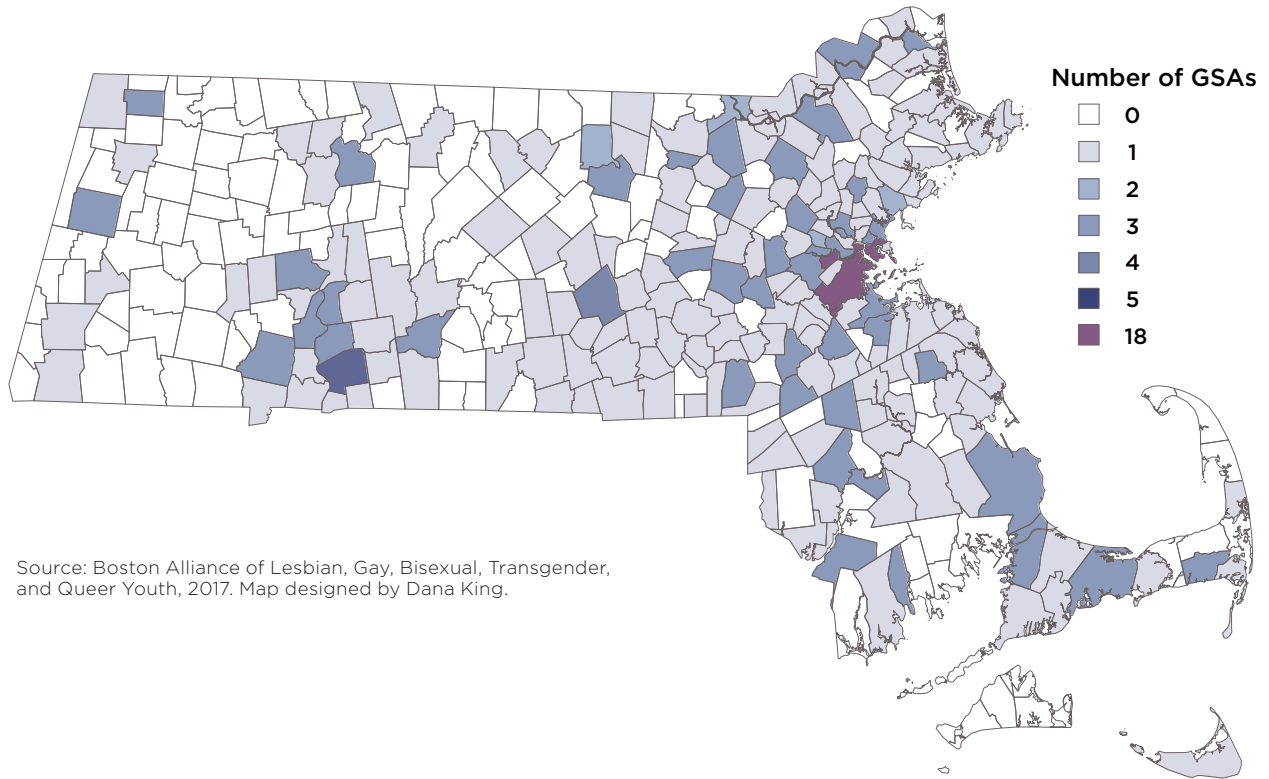 Number of GSAs
0
1
2
3
4
5
18
Source: Boston Alliance of Lesbian, Gay, Bisexual, Transgender,
and Queer Youth, 2017. Map designed by Dana King.